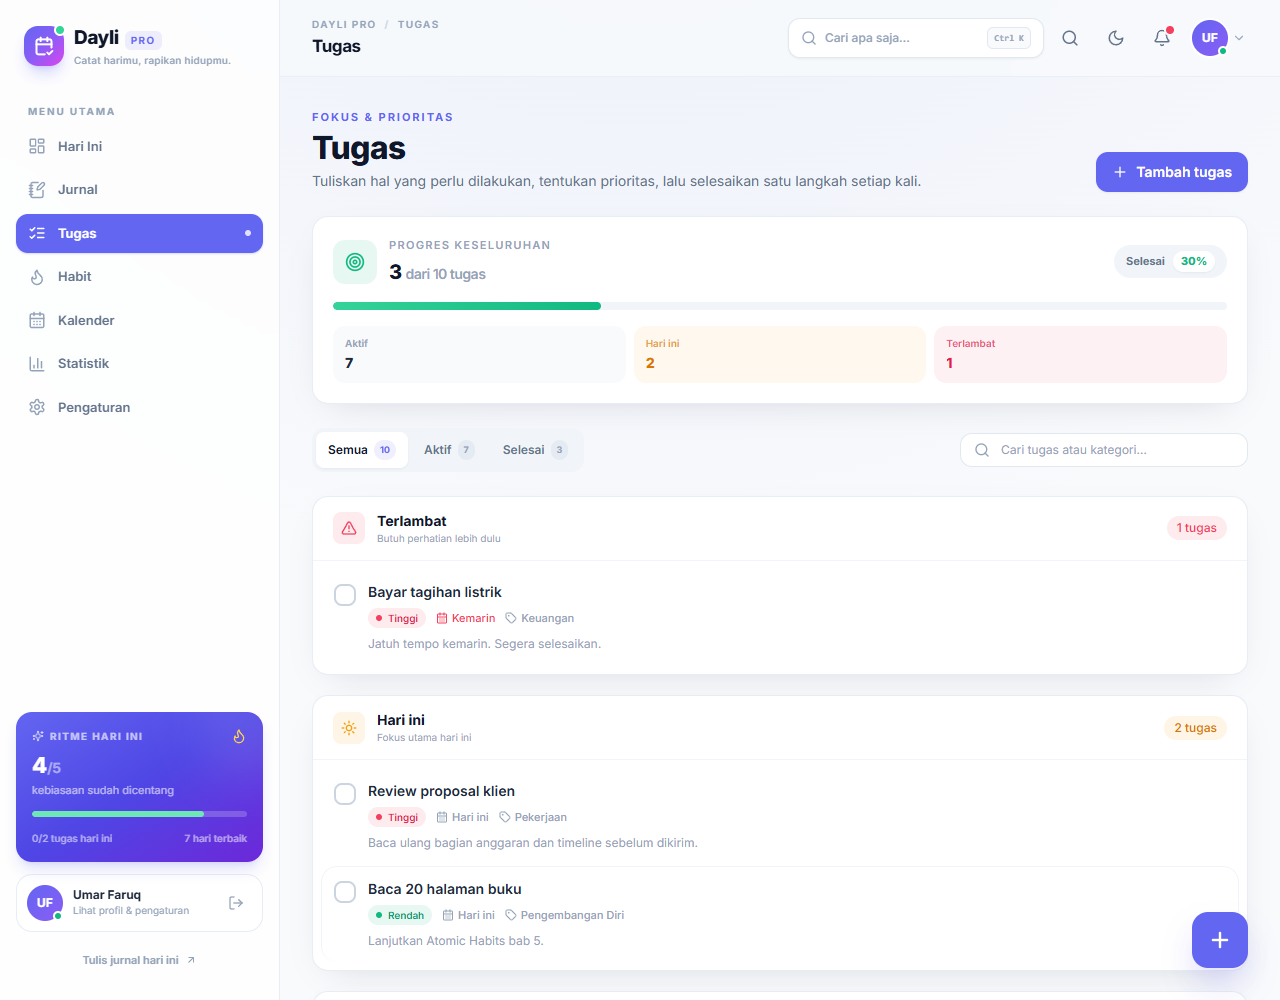 Dayli PRO
Catat harimu, rapikan hidupmu.
MENU UTAMA
Hari Ini
Jurnal
Tugas
Habit
Kalender
Statistik
Pengaturan
RITME HARI INI
4/5
kebiasaan sudah dicentang
0/2 tugas hari ini 7 hari terbaik
UF
Umar Faruq
Lihat profil & pengaturan
Tulis jurnal hari ini
DAYLI PRO / TUGAS
Tugas
Cari apa saja...
Ctrl K
UF
FOKUS & PRIORITAS
Tugas
Tuliskan hal yang perlu dilakukan, tentukan prioritas, lalu selesaikan satu langkah setiap kali.
Tambah tugas
PROGRES KESELURUHAN
3 dari 10 tugas
Selesai 30%
Aktif
7
Hari ini
2
Terlambat
1
Semua 10
Aktif 7
Selesai 3
Cari tugas atau kategori...
Terlambat
Butuh perhatian lebih dulu
1 tugas
Bayar tagihan listrik
Tinggi Kemarin Keuangan
Jatuh tempo kemarin. Segera selesaikan.
Hari ini
Fokus utama hari ini
2 tugas
Review proposal klien
Tinggi Hari ini Pekerjaan
Baca ulang bagian anggaran dan timeline sebelum dikirim.
Baca 20 halaman buku
Rendah Hari ini Pengembangan Diri
Lanjutkan Atomic Habits bab 5.